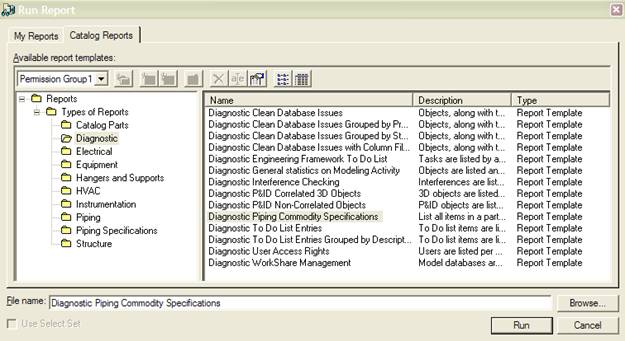 Run Report
My Reports Catalog Reports
Available report templates:
Permission Group1
Reports
Types of Reports
Catalog Parts
Diagnostic
Electrical
Equipment
Hangers and Supports
HVAC
Instrumentation
Piping
Piping Specifications
Structure
Name Description Type
Diagnostic Clean Database Issues Objects, along with t... Report Template
Diagnostic Clean Database Issues Grouped by Pr... Objects, along with t... Report Template
Diagnostic Clean Database Issues Grouped by St... Objects, along with t... Report Template
Diagnostic Clean Database Issues with Column Fil... Objects, along with t... Report Template
Diagnostic Engineering Framework To Do List Tasks are listed by a... Report Template
Diagnostic General statistics on Modeling Activity Objects are listed an... Report Template
Diagnostic Interference Checking Interferences are list... Report Template
Diagnostic P&ID Correlated 3D Objects 3D objects are listed... Report Template
Diagnostic P&ID Non-Correlated Objects P&ID objects are list... Report Template
Diagnostic Piping Commodity Specifications List all items in a part... Report Template
Diagnostic To Do List Entries To Do list items are li... Report Template
Diagnostic To Do List Entries Grouped by Descript... To Do list items are li... Report Template
Diagnostic User Access Rights Users are listed per ... Report Template
Diagnostic WorkShare Management Model databases ar... Report Template
File name: Diagnostic Piping Commodity Specifications Browse...
Use Select Set Run Cancel